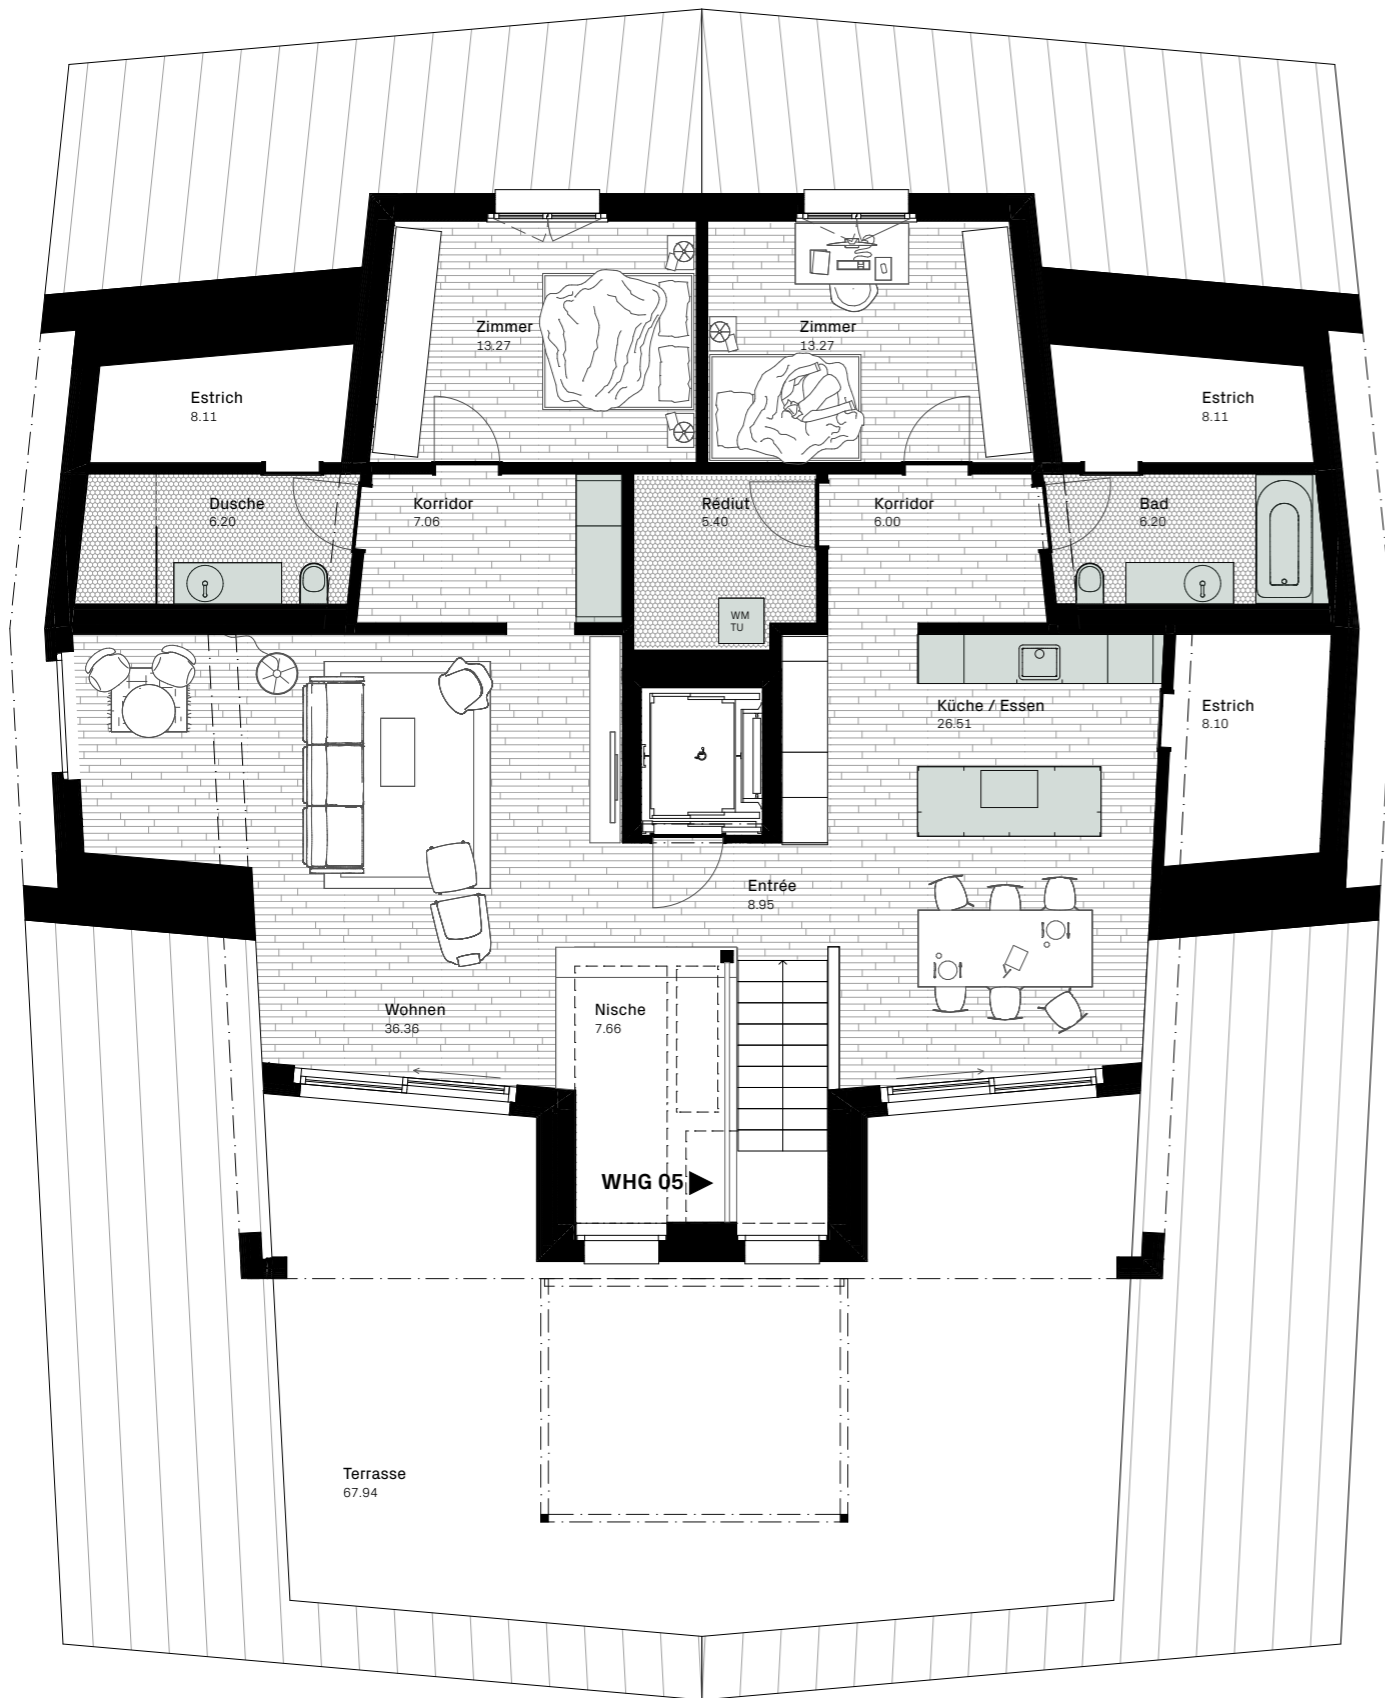 Zimmer
13.27
Zimmer
13.27
Estrich
8.11
Estrich
8.11
Dusche
6.20
Korridor
7.06
Rédiut
5.40
Korridor
6.00
Bad
6.20
WM
TU
Küche / Essen
26.51
Estrich
8.10
Entrée
8.95
Wohnen
36.36
Nische
7.66
WHG 05
Terrasse
67.94